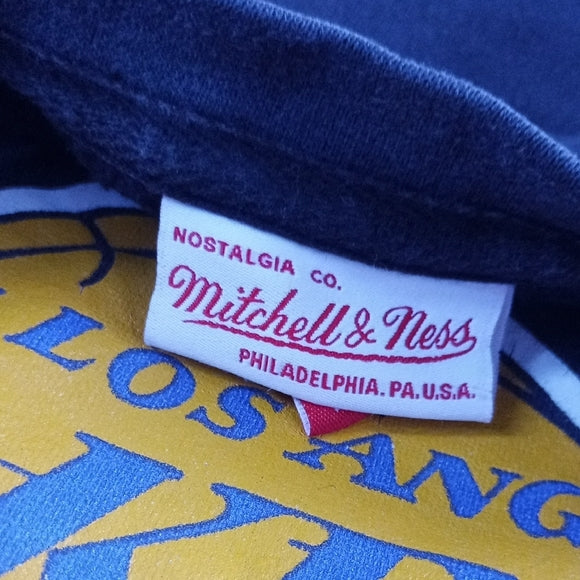 NOSTALGIA CO.
Mitchell & Ness
PHILADELPHIA. PA. U.S.A.
LOS ANG